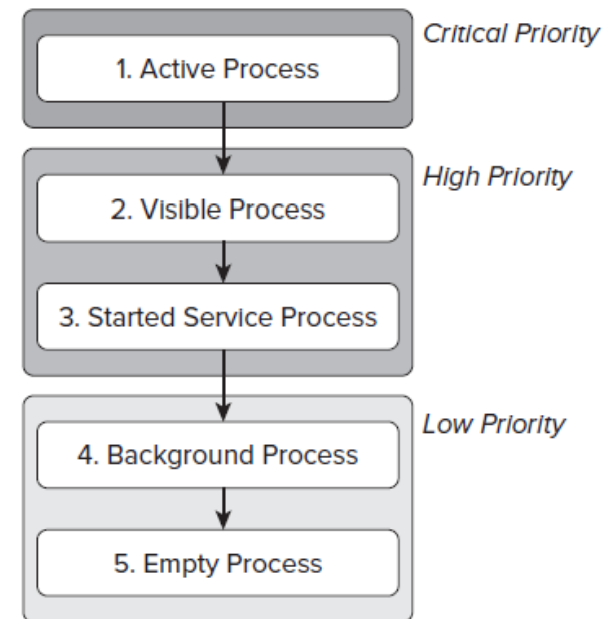 Critical Priority
1. Active Process
High Priority
2. Visible Process
3. Started Service Process
Low Priority
4. Background Process
5. Empty Process